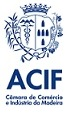 ACIF
Câmara de Comércio
e Indústria da Madeira